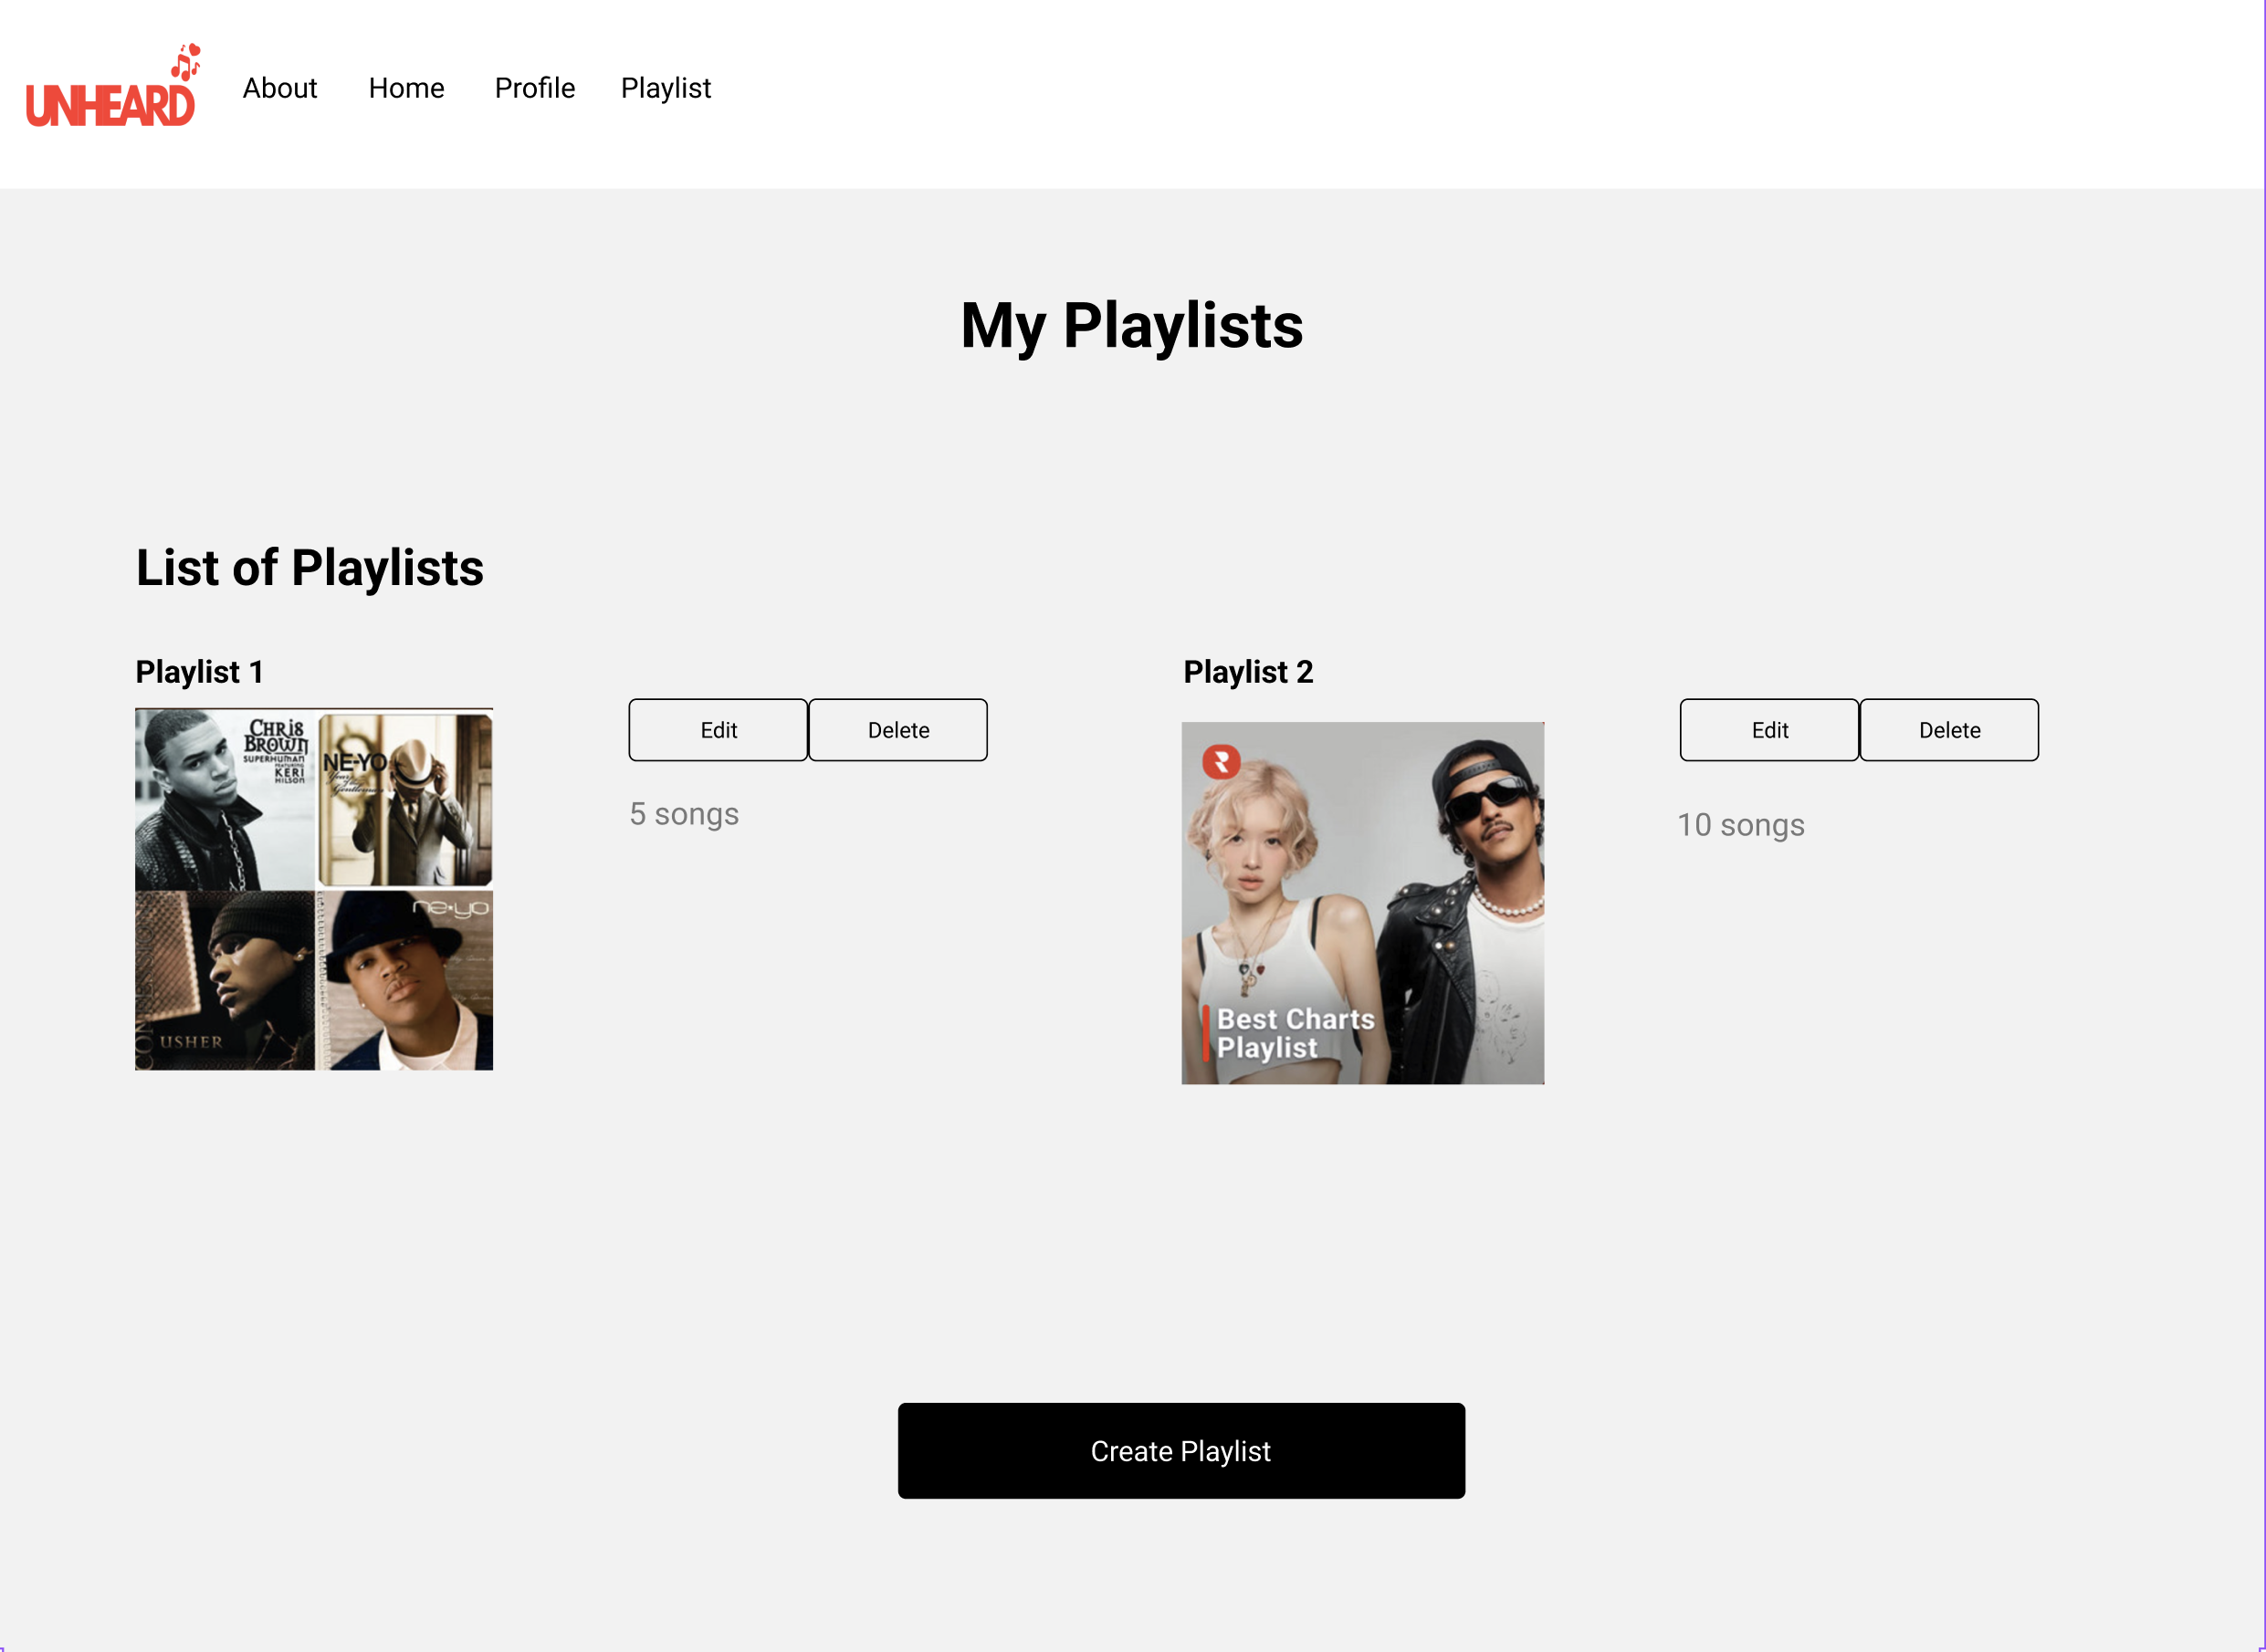 UNHEARD
About
Home
Profile
Playlist
My Playlists
List of Playlists
Playlist 1
CHRIS
BROWN
SUPERHUMAN
FEATURING
KERI
HILSON
NE-YO
Year of the
Gentleman
USHER
ne★yo
Edit
Delete
5 songs
Playlist 2
R
Best Charts
Playlist
Edit
Delete
10 songs
Create Playlist